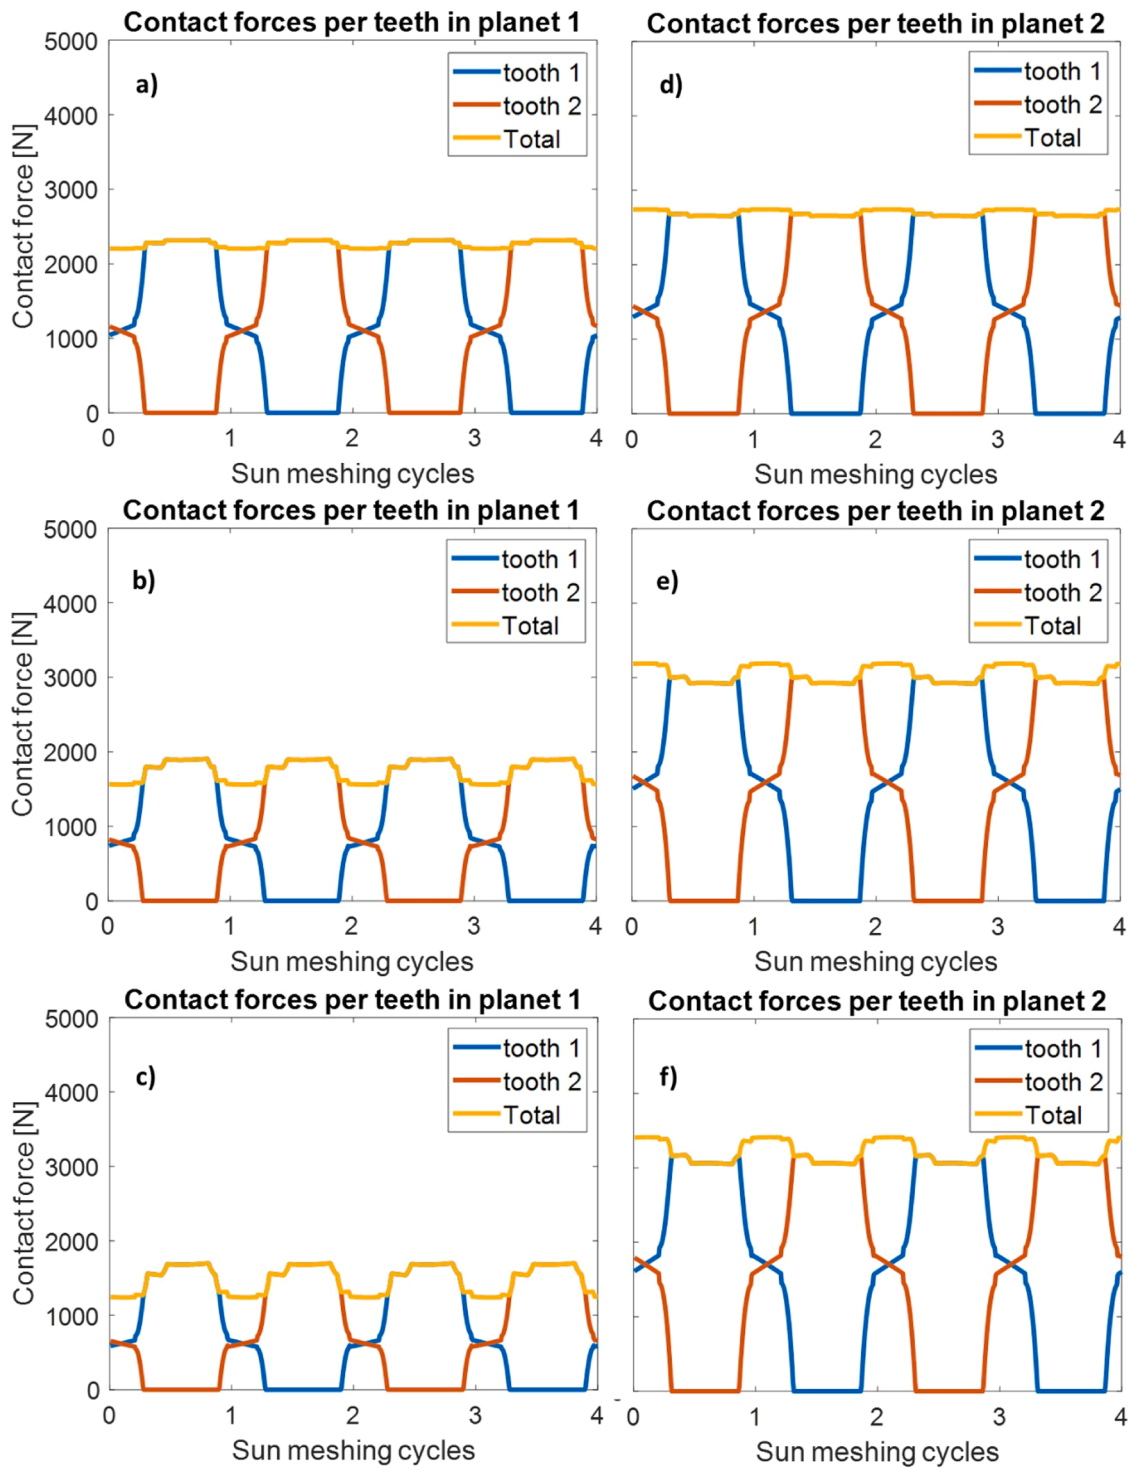 Contact forces per teeth in planet 1
5000
4000
3000
2000
1000
0
Contact force [N]
a)
tooth 1
tooth 2
Total
0 1 2 3 4
Sun meshing cycles
Contact forces per teeth in planet 2
d)
tooth 1
tooth 2
Total
0 1 2 3 4
Sun meshing cycles
Contact forces per teeth in planet 1
5000
4000
3000
2000
1000
0
Contact force [N]
b)
tooth 1
tooth 2
Total
0 1 2 3 4
Sun meshing cycles
Contact forces per teeth in planet 2
e)
tooth 1
tooth 2
Total
0 1 2 3 4
Sun meshing cycles
Contact forces per teeth in planet 1
5000
4000
3000
2000
1000
0
Contact force [N]
c)
tooth 1
tooth 2
Total
0 1 2 3 4
Sun meshing cycles
Contact forces per teeth in planet 2
f)
tooth 1
tooth 2
Total
0 1 2 3 4
Sun meshing cycles